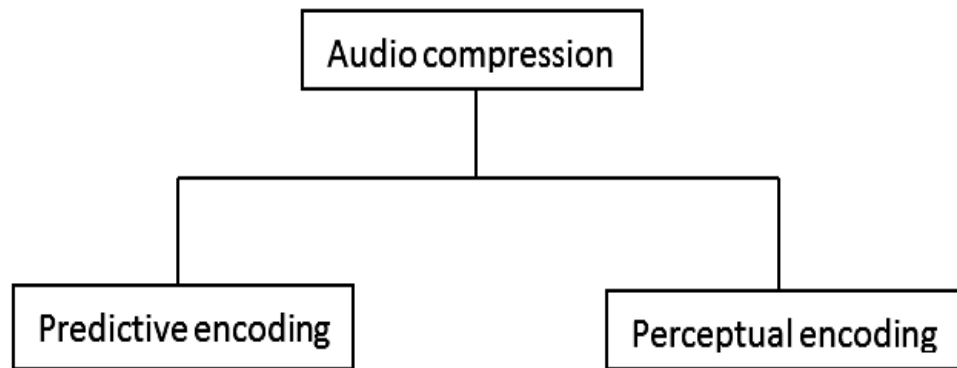 Audio compression
Predictive encoding
Perceptual encoding